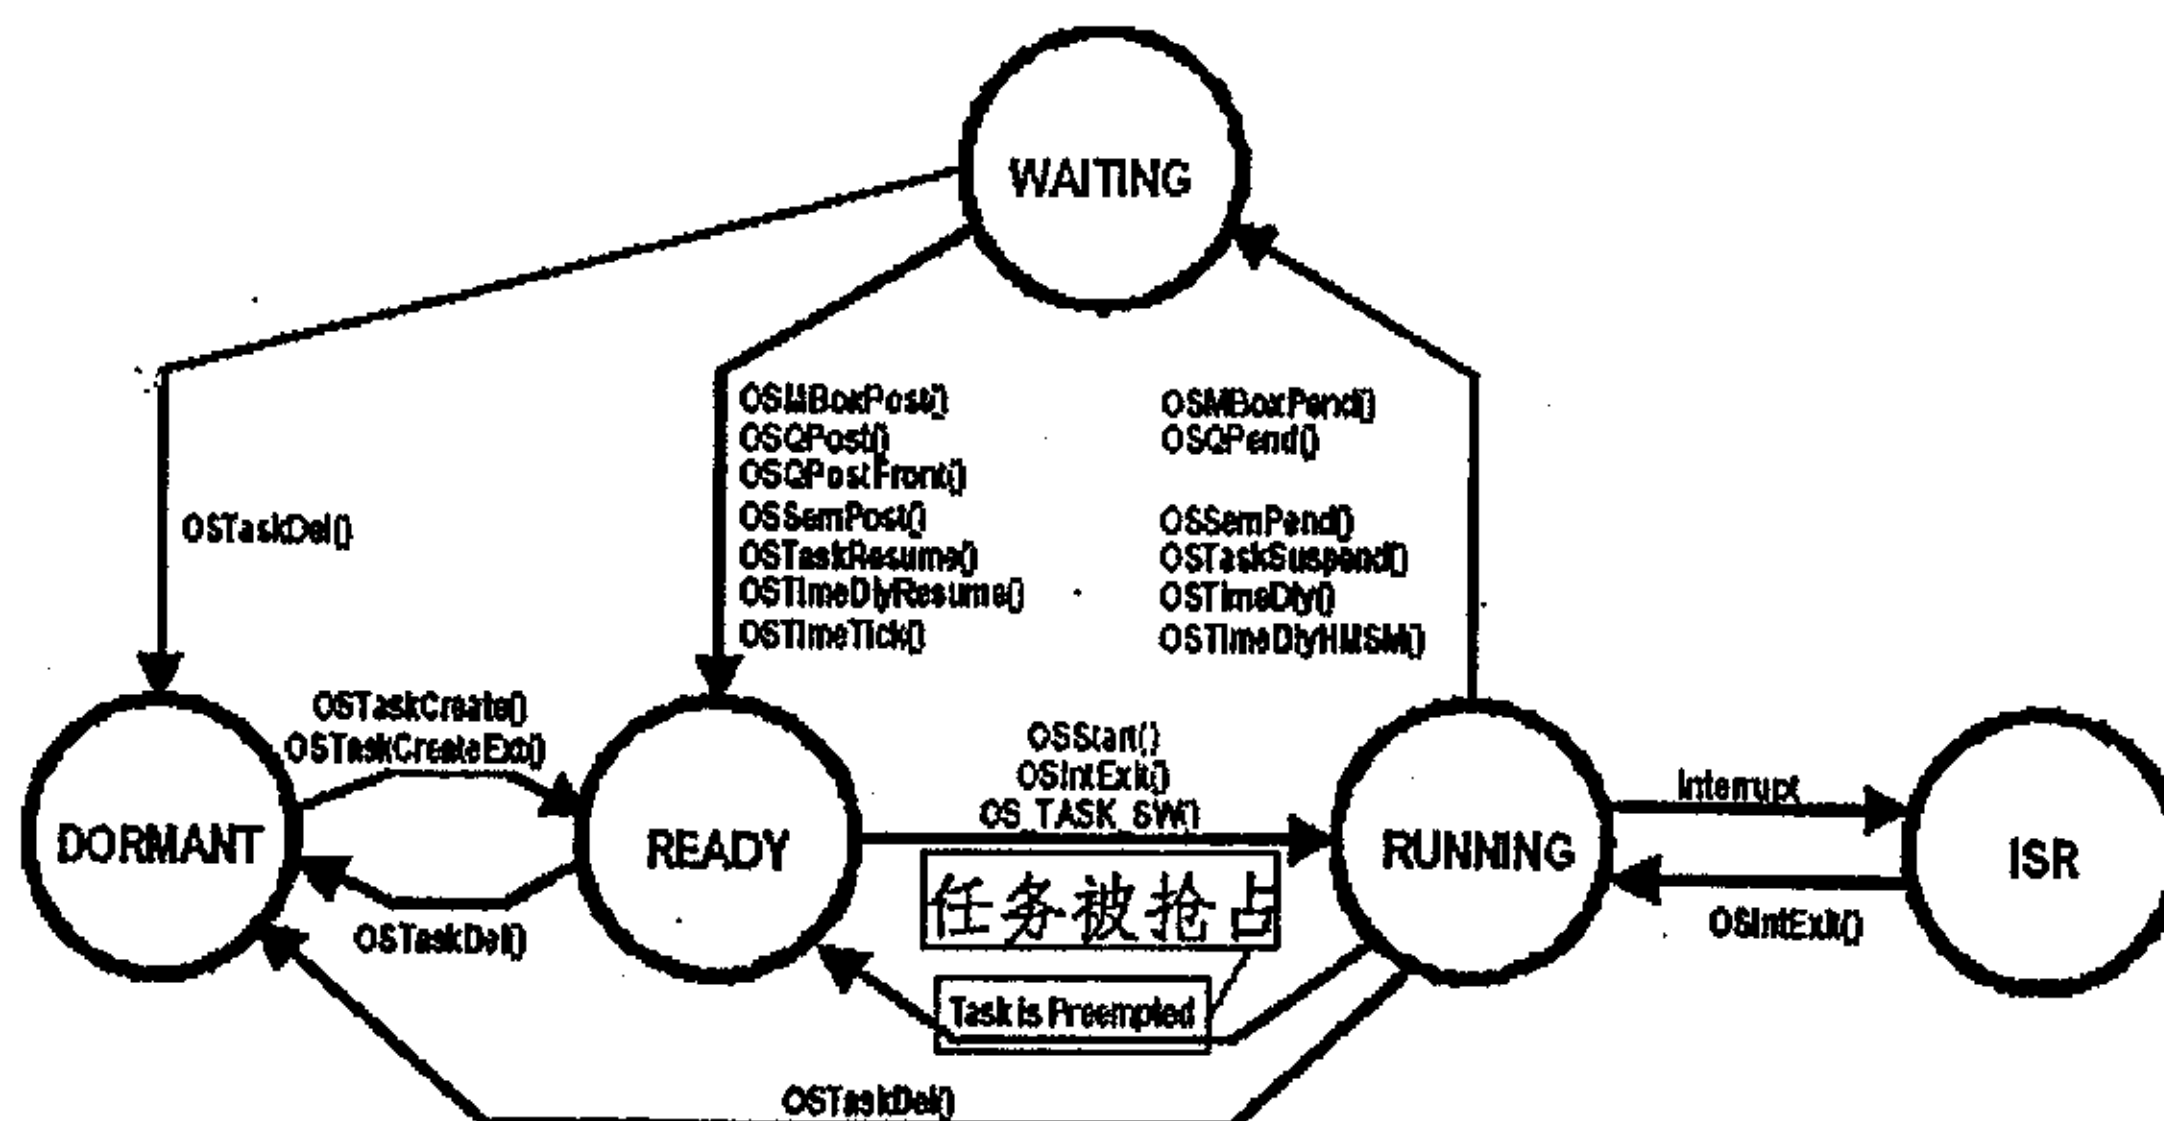 WAITING
OSMBoxPost()
OSQPost()
OSQPostFront()
OSSemPost()
OSTaskResume()
OSTimeDlyResume()
OSTimeTick()
OSMBoxPend()
OSQPend()
OSSemPend()
OSTaskSuspend()
OSTimeDly()
OSTimeDlyHMSM()
OSTaskDel()
OSTaskCreate()
OSTaskCreateExt()
OSStart()
OSIntExit()
OS_TASK_SW()
Interrupt
DORMANT
READY
RUNNING
ISR
任务被抢占
OSTaskDel()
OSIntExit()
Task is Preempted
OSTaskDel()